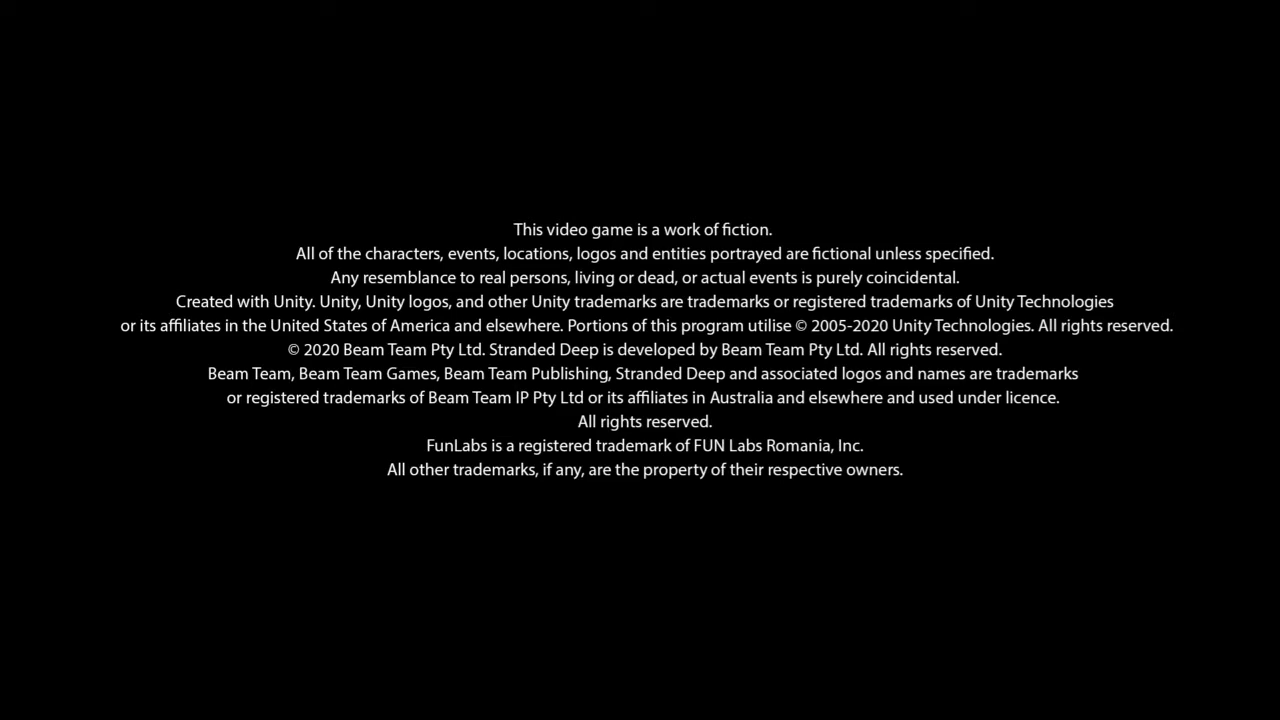 This video game is a work of fiction.
All of the characters, events, locations, logos and entities portrayed are fictional unless specified.
Any resemblance to real persons, living or dead, or actual events is purely coincidental.
Created with Unity. Unity, Unity logos, and other Unity trademarks are trademarks or registered trademarks of Unity Technologies
or its affiliates in the United States of America and elsewhere. Portions of this program utilise © 2005-2020 Unity Technologies. All rights reserved.
© 2020 Beam Team Pty Ltd. Stranded Deep is developed by Beam Team Pty Ltd. All rights reserved.
Beam Team, Beam Team Games, Beam Team Publishing, Stranded Deep and associated logos and names are trademarks
or registered trademarks of Beam Team IP Pty Ltd or its affiliates in Australia and elsewhere and used under licence.
All rights reserved.
FunLabs is a registered trademark of FUN Labs Romania, Inc.
All other trademarks, if any, are the property of their respective owners.